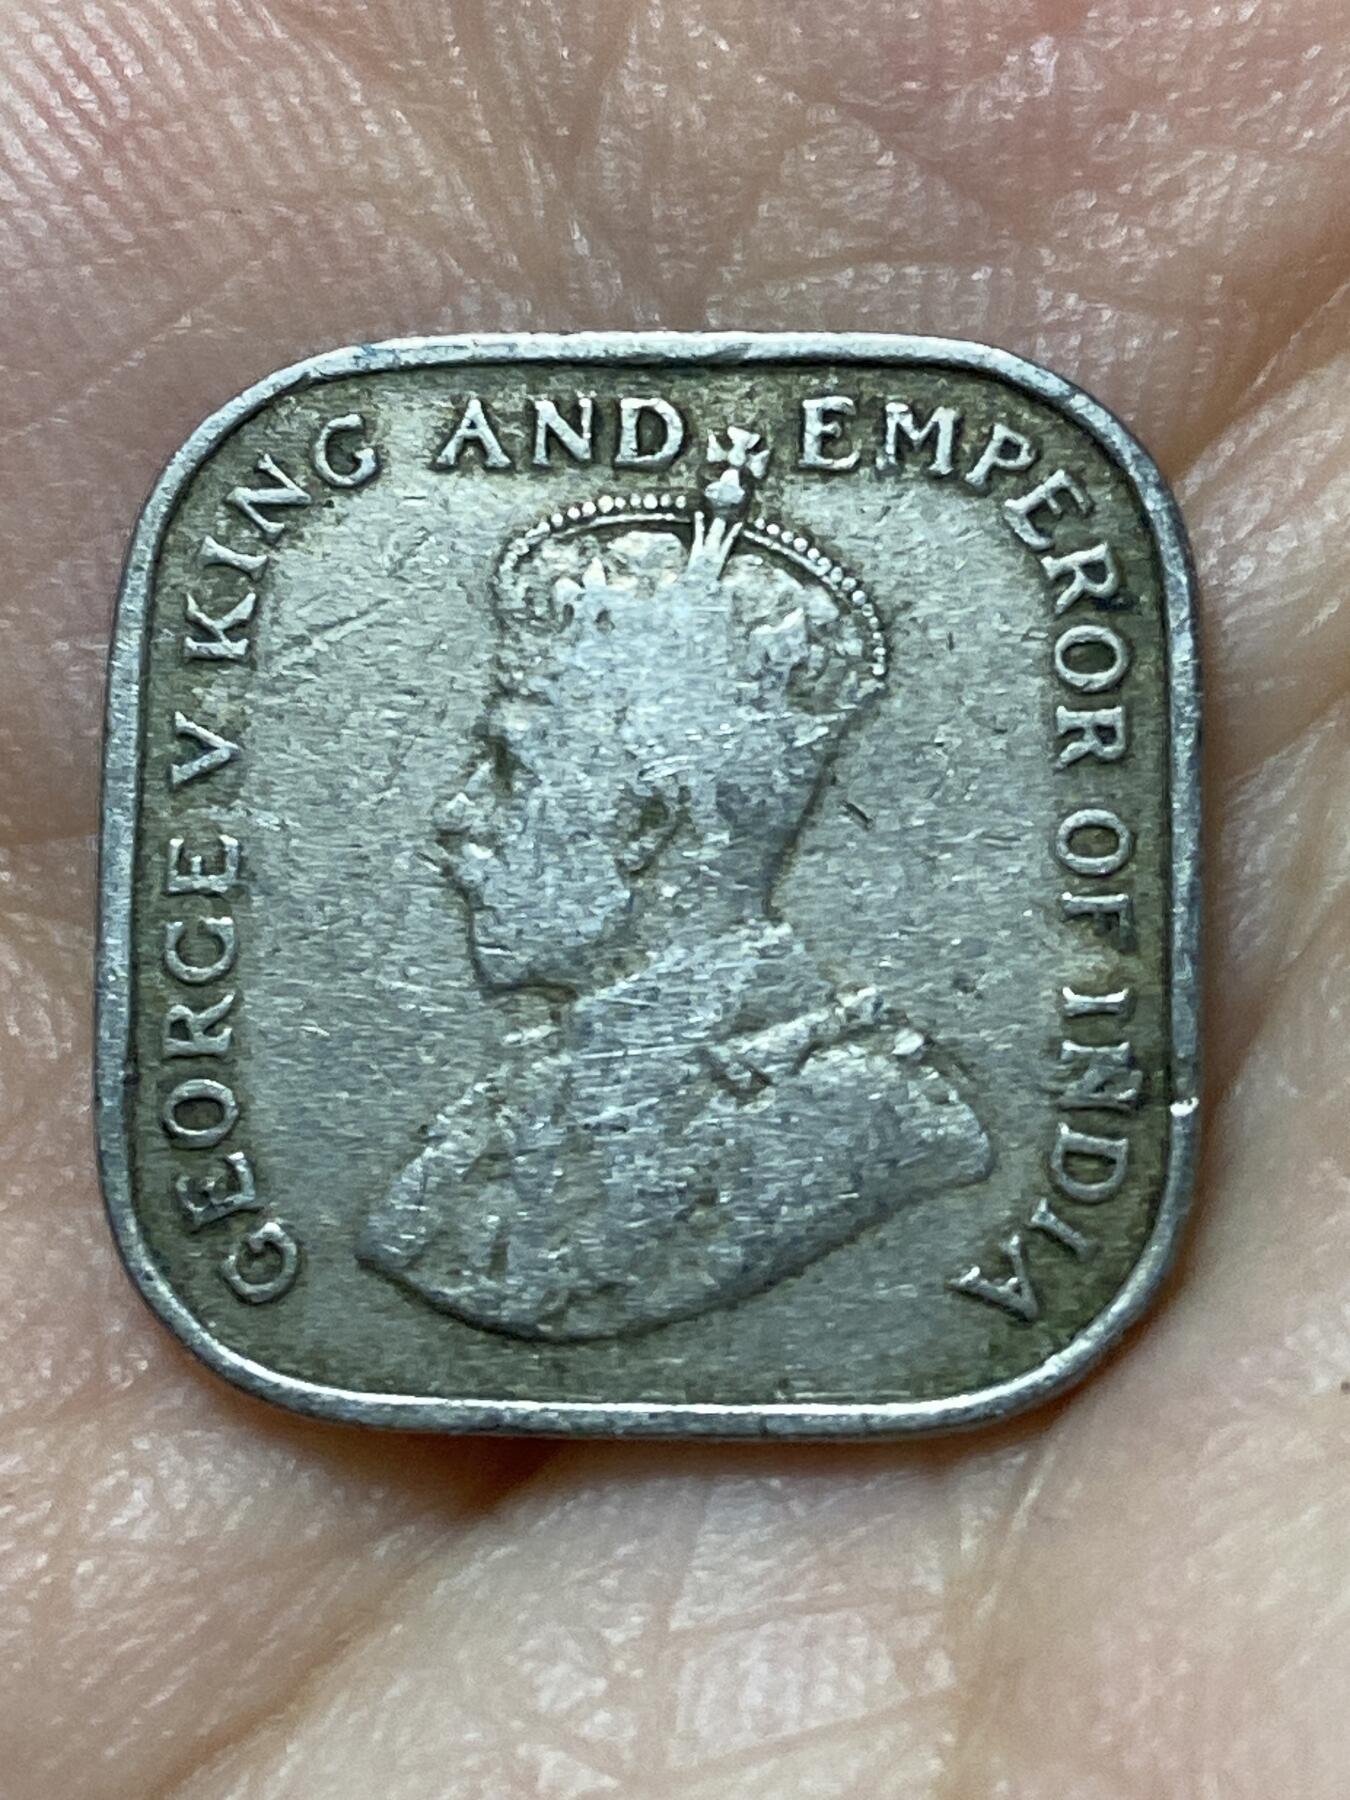 GEORGE V KING AND EMPEROR OF INDIA